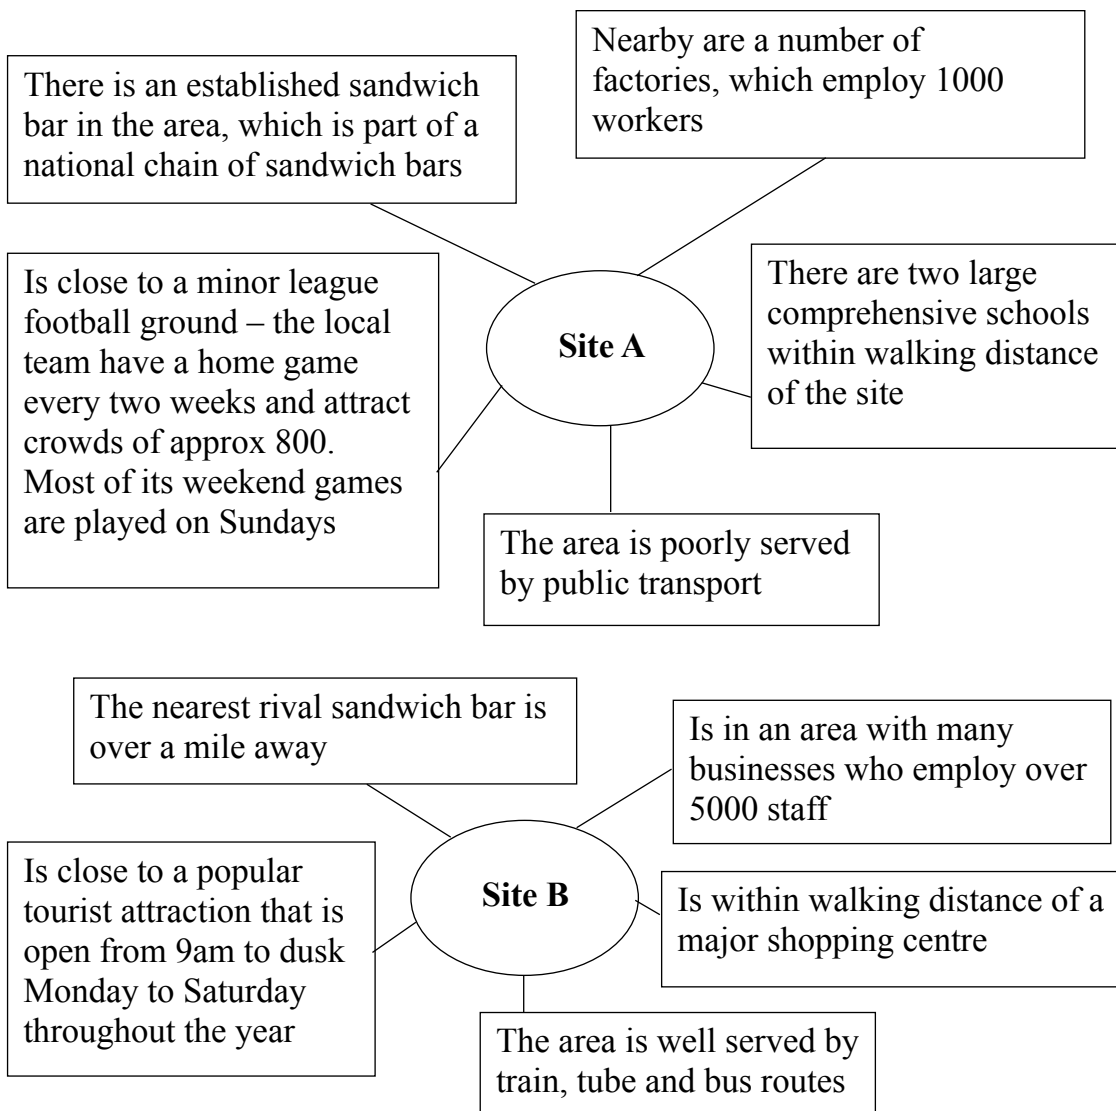 There is an established sandwich
bar in the area, which is part of a
national chain of sandwich bars
Nearby are a number of
factories, which employ 1000
workers
Is close to a minor league
football ground – the local
team have a home game
every two weeks and attract
crowds of approx 800.
Most of its weekend games
are played on Sundays
Site A
There are two large
comprehensive schools
within walking distance
of the site
The area is poorly served
by public transport
The nearest rival sandwich bar is
over a mile away
Is in an area with many
businesses who employ over
5000 staff
Is close to a popular
tourist attraction that is
open from 9am to dusk
Monday to Saturday
throughout the year
Site B
Is within walking distance of a
major shopping centre
The area is well served by
train, tube and bus routes